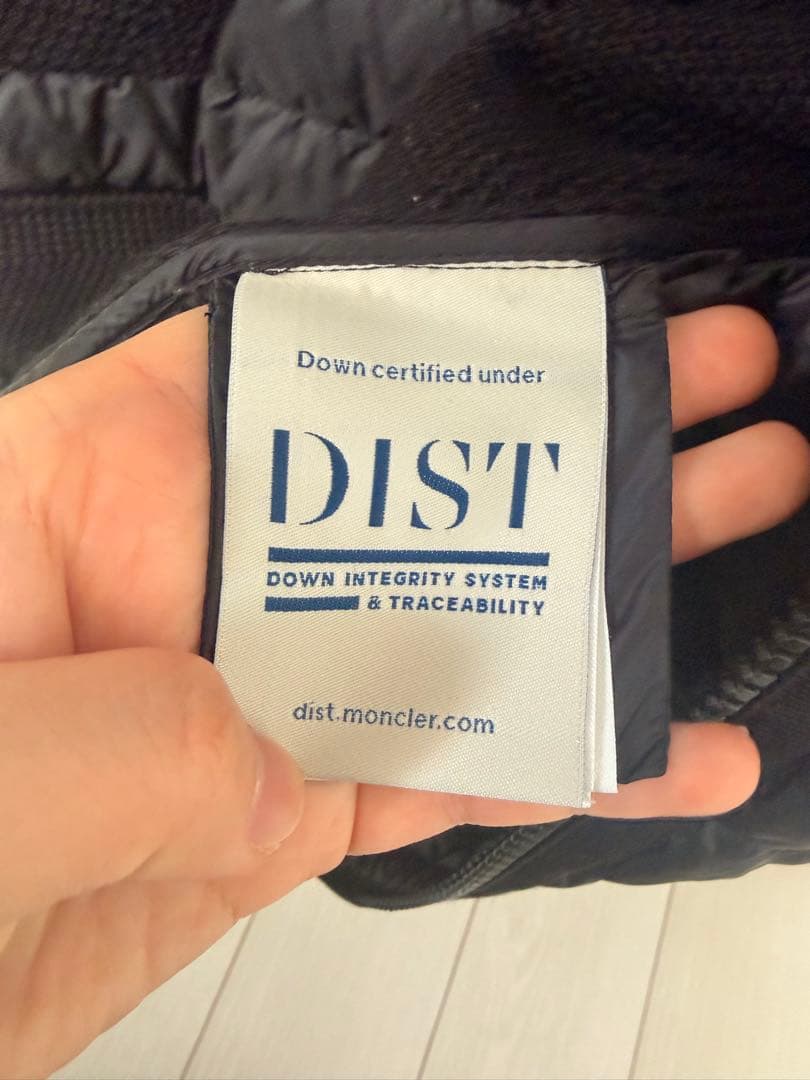 Down certified under
DIST
DOWN INTEGRITY SYSTEM
& TRACEABILITY
dist.moncler.com